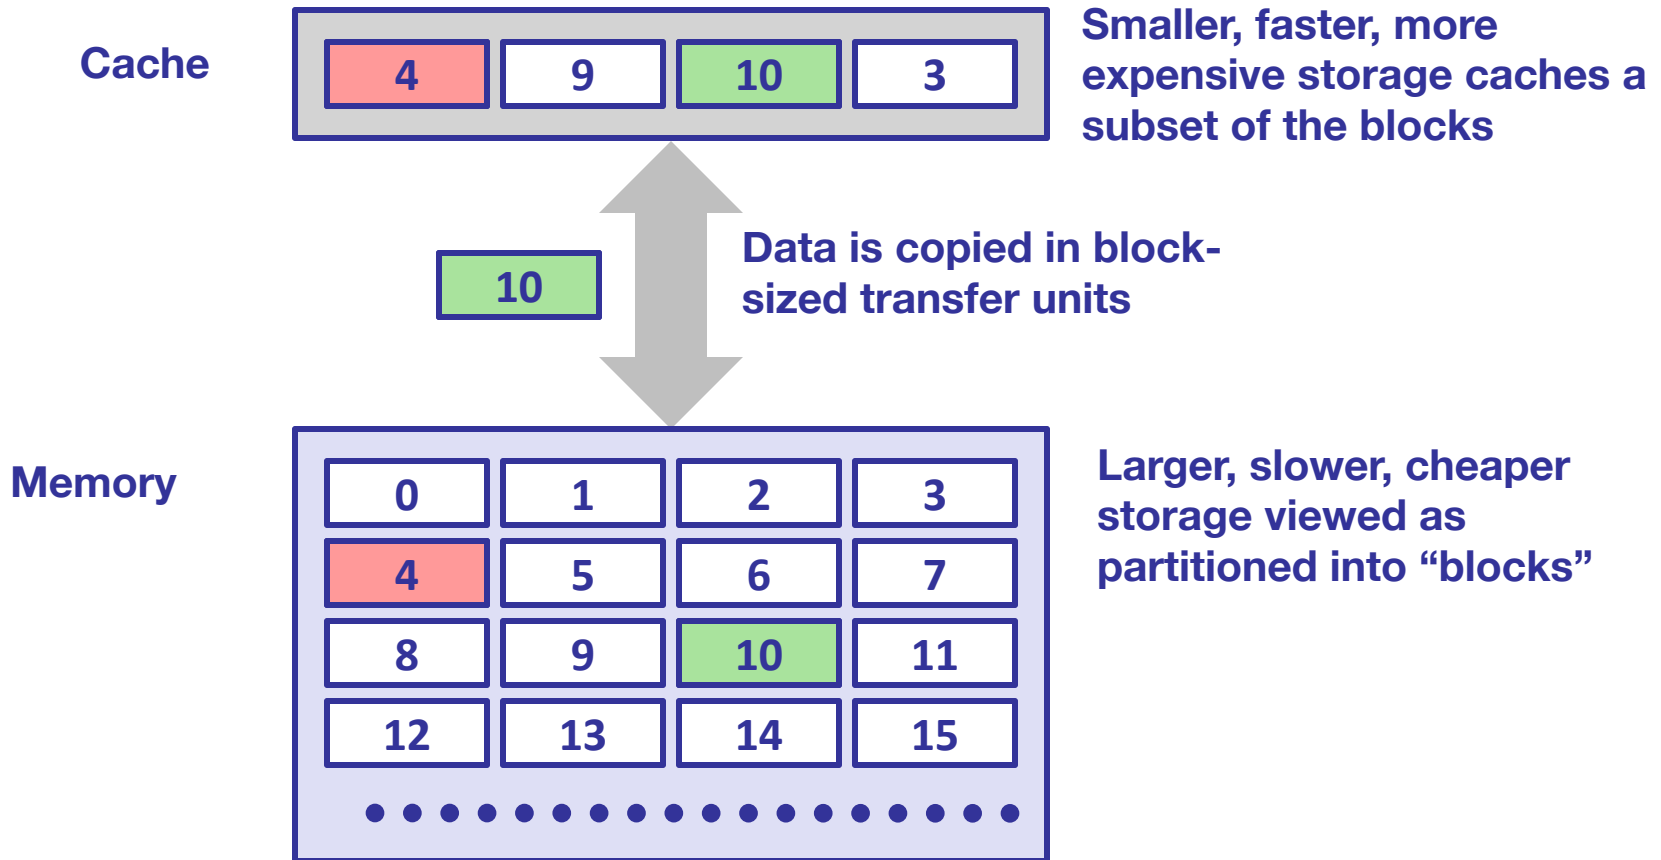 Cache
4 9 10 3
Smaller, faster, more
expensive storage caches a
subset of the blocks
10
Data is copied in block-
sized transfer units
Memory
0 1 2 3
4 5 6 7
8 9 10 11
12 13 14 15
Larger, slower, cheaper
storage viewed as
partitioned into “blocks”